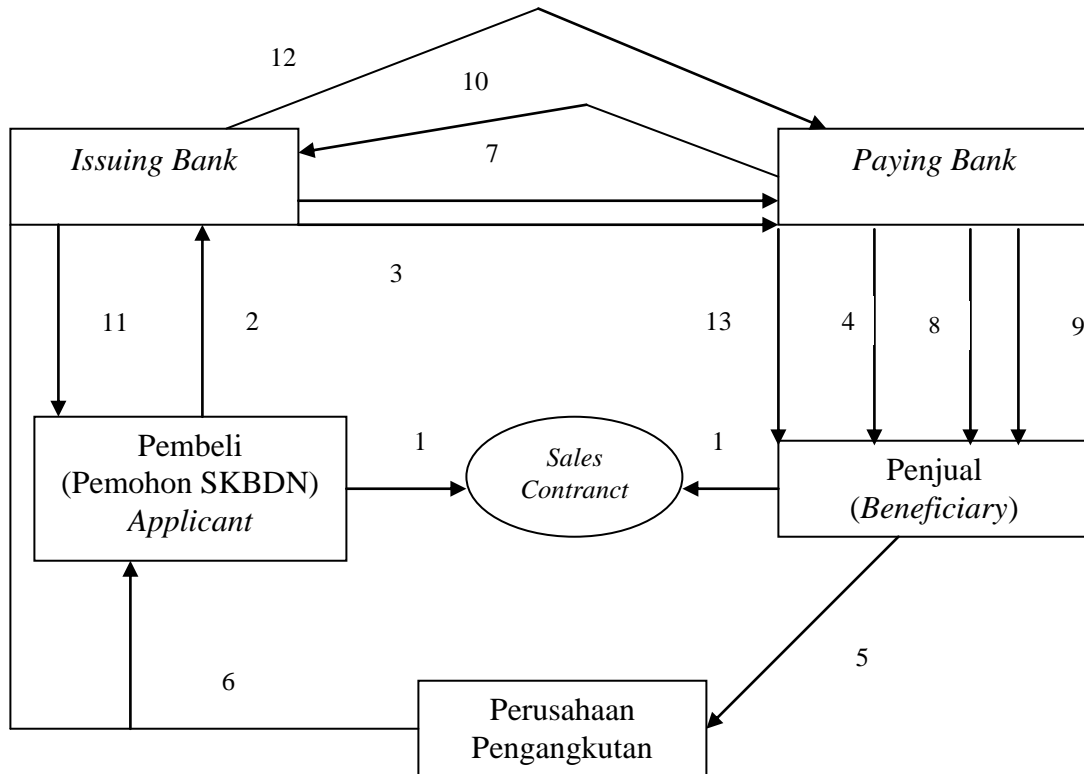 12
10
Issuing Bank
7
Paying Bank
3
11
2
13
4
8
9
Pembeli
(Pemohon SKBDN)
Applicant
1
Sales
Contranct
1
Penjual
(Beneficiary)
5
6
Perusahaan
Pengangkutan